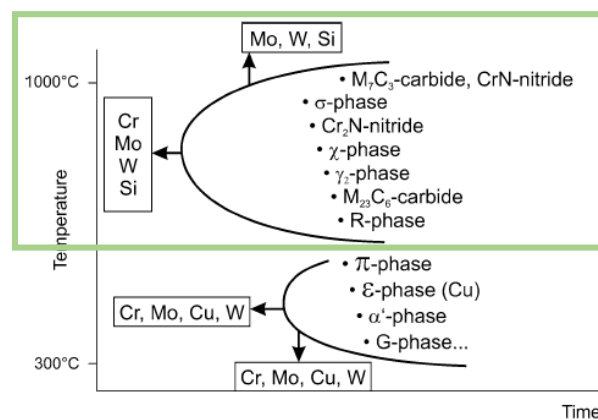 Mo, W, Si
1000°C
• M₇C₃-carbide, CrN-nitride
• σ-phase
Cr
• Cr₂N-nitride
Mo
• χ-phase
W
• γ₂-phase
Si
• M₂₃C₆-carbide
• R-phase
Temperature
• π-phase
• ε-phase (Cu)
Cr, Mo, Cu, W
• α'-phase
• G-phase...
300°C
Cr, Mo, Cu, W
Time